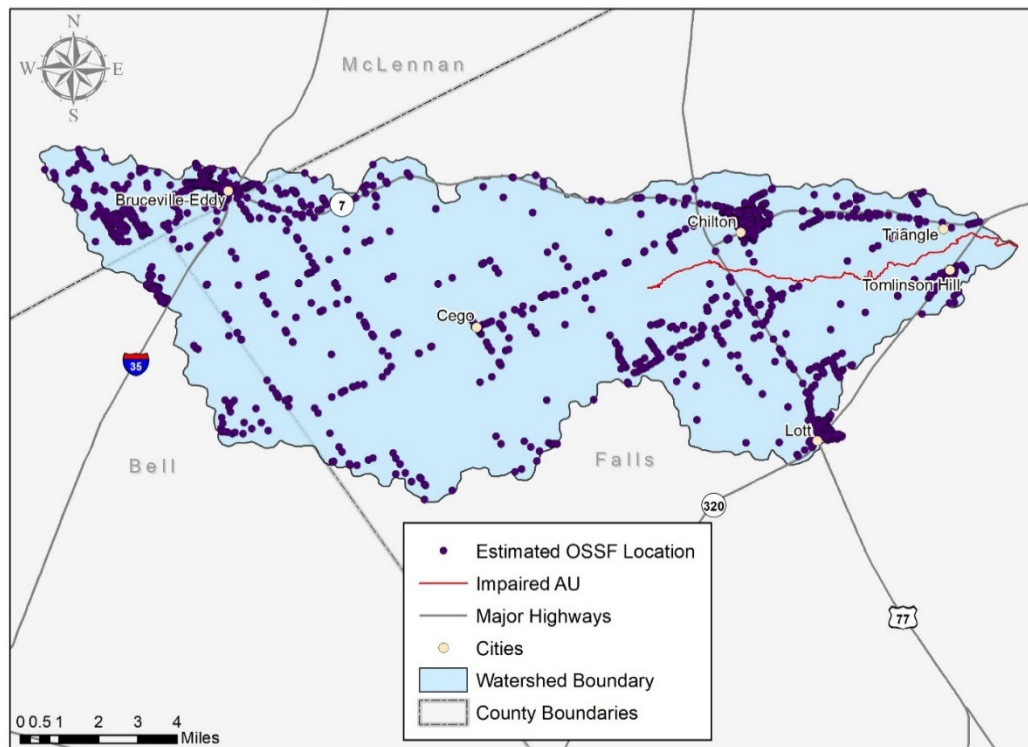 N
W E
S
McLennan
Bruceville-Eddy
7
Chilton
Triangle
Tomlinson Hill
Cego
35
Lott
Bell
Falls
320
77
Estimated OSSF Location
Impaired AU
Major Highways
Cities
Watershed Boundary
County Boundaries
0 0.5 1 2 3 4
Miles